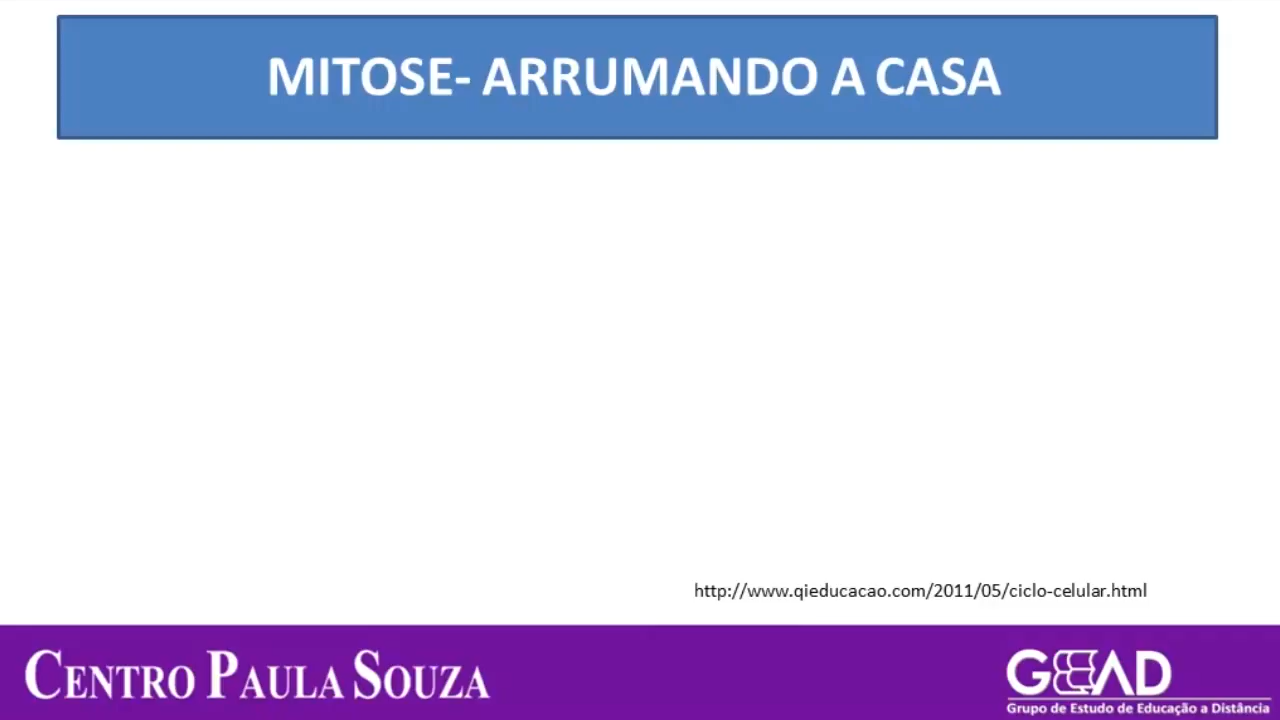 MITOSE- ARRUMANDO A CASA
http://www.qieducacao.com/2011/05/ciclo-celular.html
CENTRO PAULA SOUZA
GEAD
Grupo de Estudo de Educação a Distância